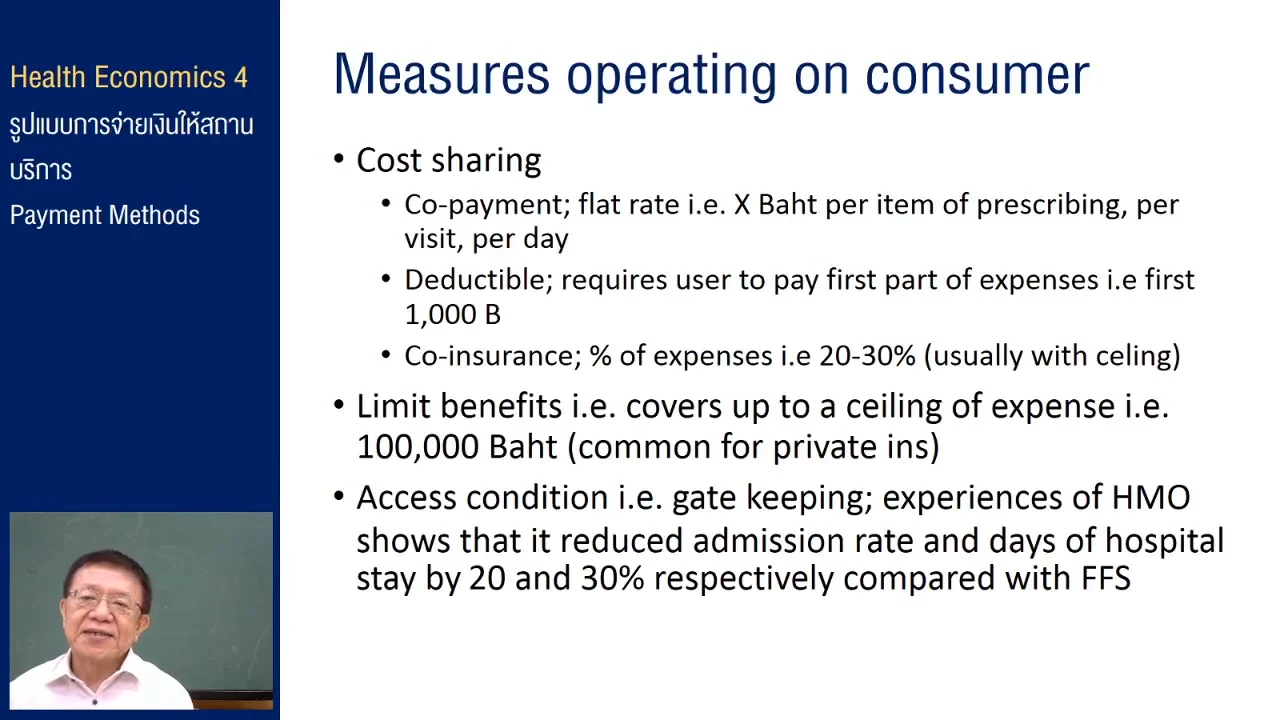 Health Economics 4
รูปแบบการจ่ายเงินให้สถาน
บริการ
Payment Methods
Measures operating on consumer
• Cost sharing
• Co-payment; flat rate i.e. X Baht per item of prescribing, per
visit, per day
• Deductible; requires user to pay first part of expenses i.e first
1,000 B
• Co-insurance; % of expenses i.e 20-30% (usually with celing)
• Limit benefits i.e. covers up to a ceiling of expense i.e.
100,000 Baht (common for private ins)
• Access condition i.e. gate keeping; experiences of HMO
shows that it reduced admission rate and days of hospital
stay by 20 and 30% respectively compared with FFS